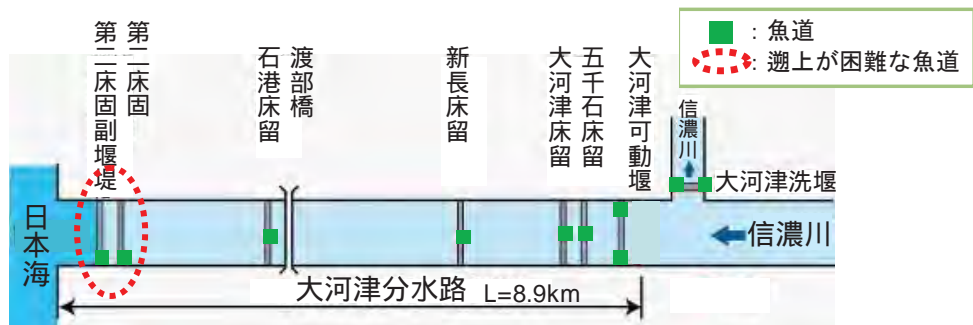 ：魚道
：遡上が困難な魚道
第二床固副堰堤
第二床固
石港床留
渡部橋
新長床留
大河津床留
五千石床留
大河津可動堰
信濃川
大河津洗堰
日本海
信濃川
大河津分水路 L=8.9km